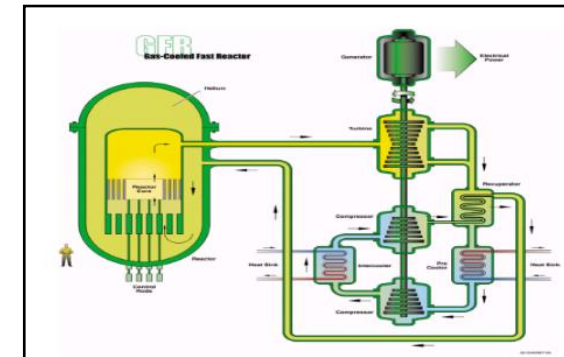 GFR
Gas-Cooled Fast Reactor
Generator
Electrical
Power
Helium
Turbine
Recuperator
Reactor
Core
Compressor
Heat Sink
Intercooler
Pre
Cooler
Heat Sink
Reactor
Control
Rods
Compressor